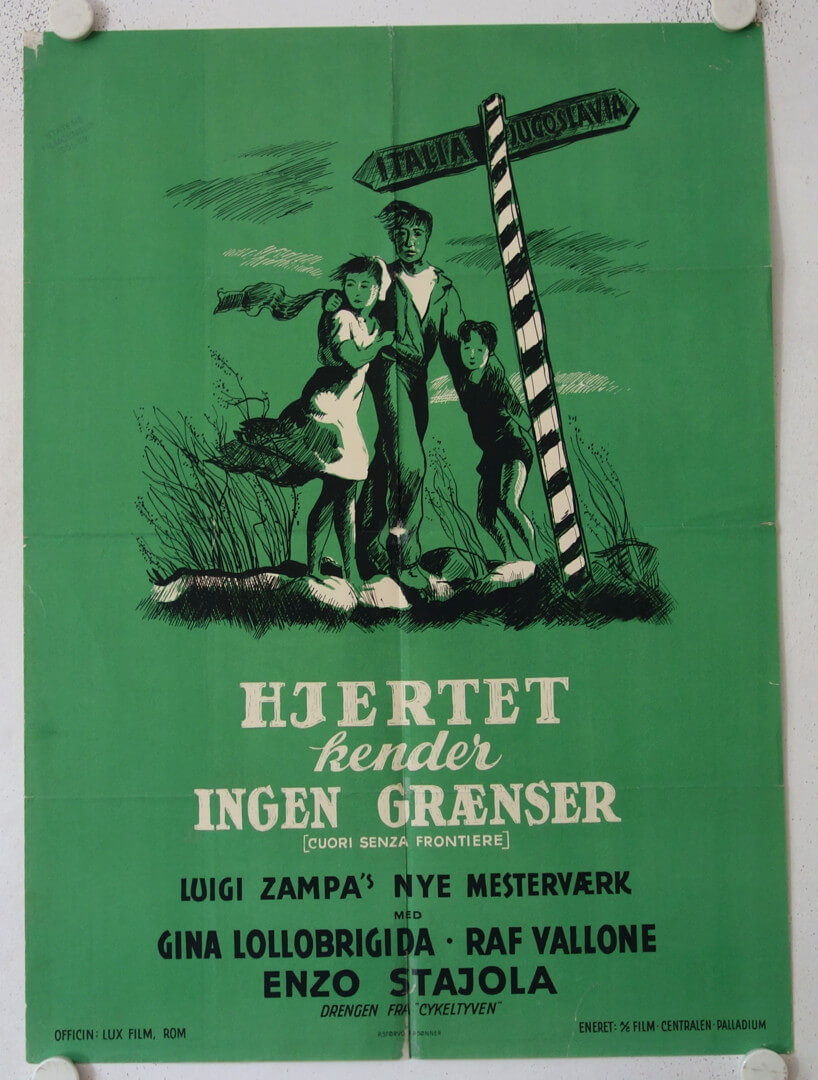 ITALIA JUGOSLAVIA
HJERTET
kender
INGEN GRÆNSER
[CUORI SENZA FRONTIERE]
LUIGI ZAMPA's NYE MESTERVÆRK
MED
GINA LOLLOBRIGIDA · RAF VALLONE
ENZO STAJOLA
DRENGEN FRA "CYKELTYVEN"
OFFICIN: LUX FILM, ROM
ENERET: A/S FILM-CENTRALEN-PALLADIUM